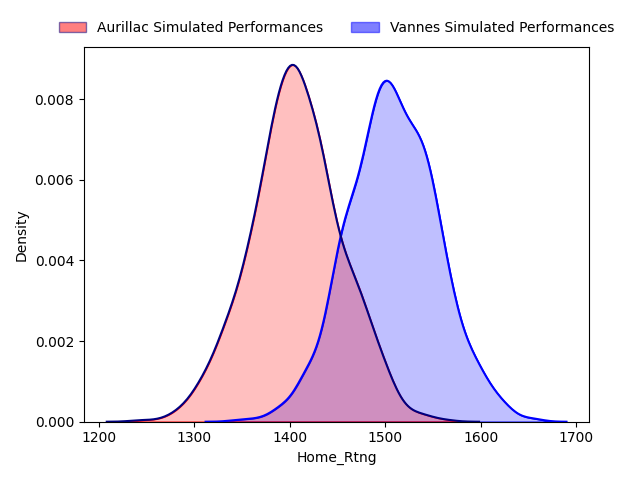 Aurillac Simulated Performances Vannes Simulated Performances
Density
0.008
0.006
0.004
0.002
0.000
1200 1300 1400 1500 1600 1700
Home_Rtng